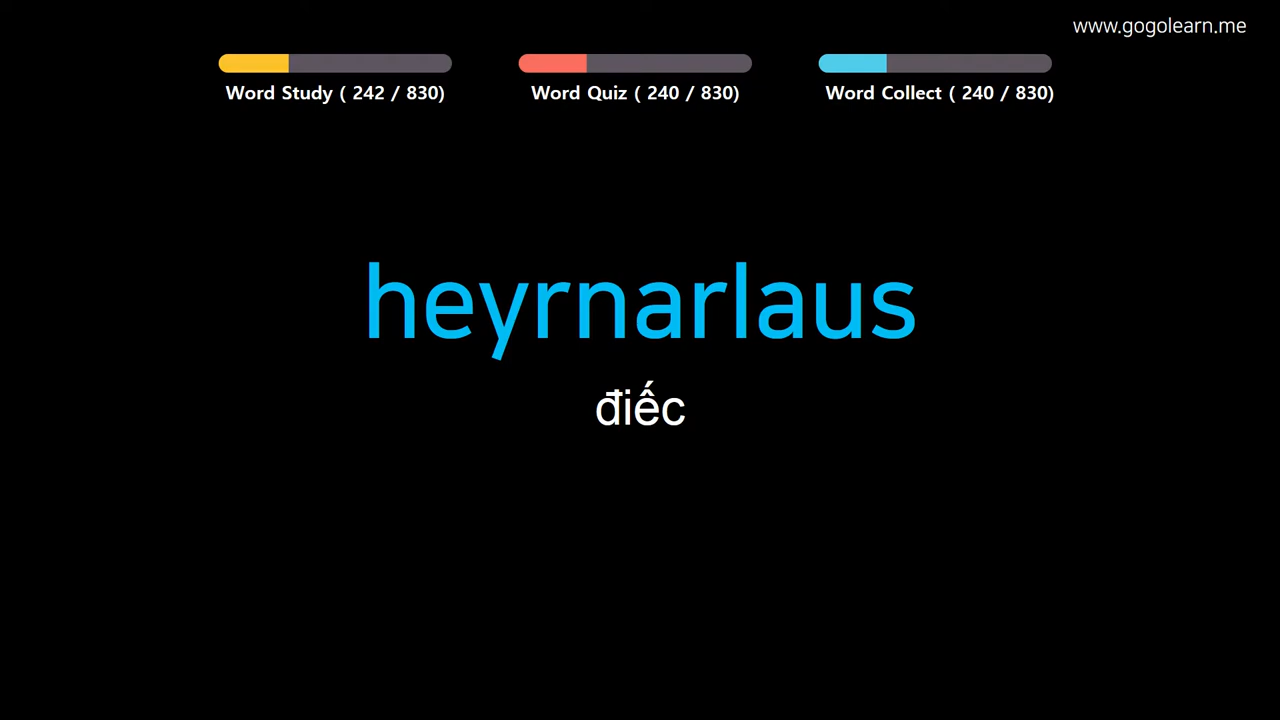 www.gogolearn.me
Word Study ( 242 / 830)
Word Quiz ( 240 / 830)
Word Collect ( 240 / 830)
heyrnarlaus
điếc